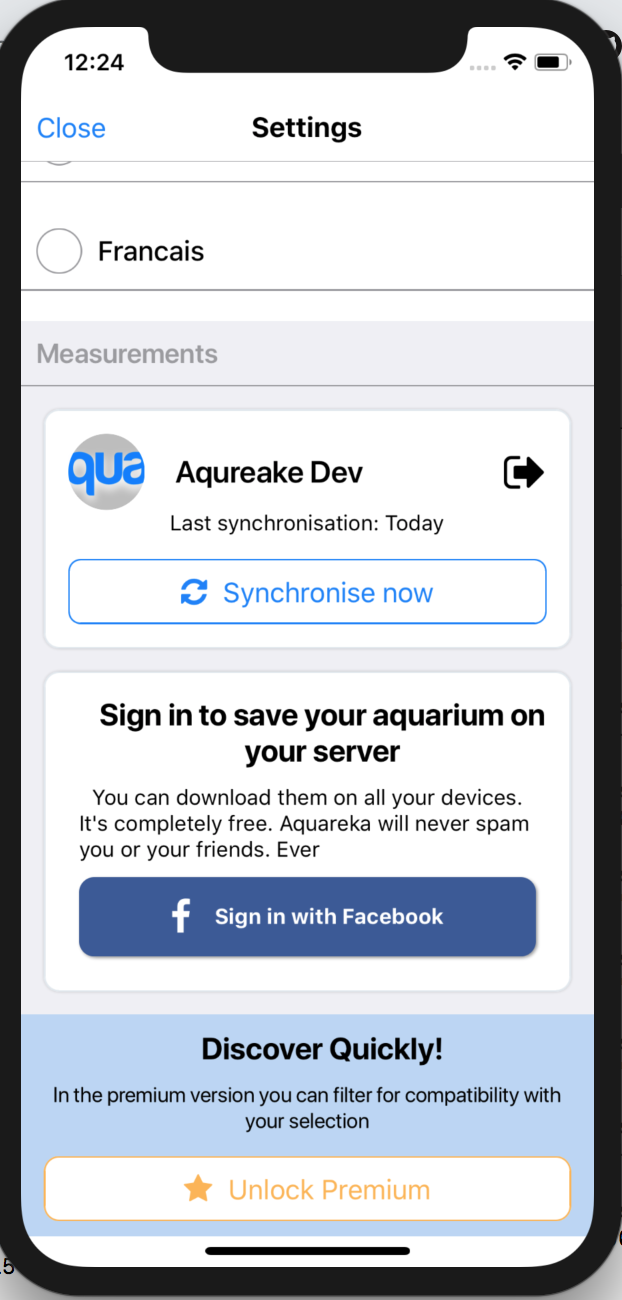 12:24
Close
Settings
Francais
Measurements
qua
Aqureake Dev
Last synchronisation: Today
Synchronise now
Sign in to save your aquarium on
your server
You can download them on all your devices.
It's completely free. Aquareka will never spam
you or your friends. Ever
Sign in with Facebook
Discover Quickly!
In the premium version you can filter for compatibility with
your selection
Unlock Premium